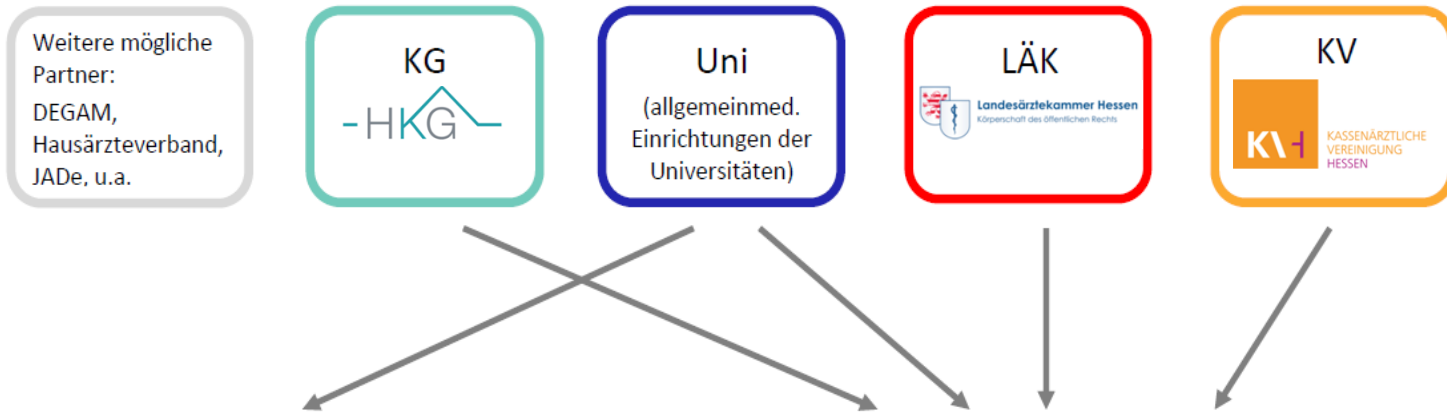 Weitere mögliche
Partner:
DEGAM,
Hausärzteverband,
JADe, u.a.
KG
HKG
Uni
(allgemeinmed.
Einrichtungen der
Universitäten)
LÄK
Landesärztekammer Hessen
Körperschaft des öffentlichen Rechts
KV
KVH
KASSENÄRZTLICHE
VEREINIGUNG
HESSEN